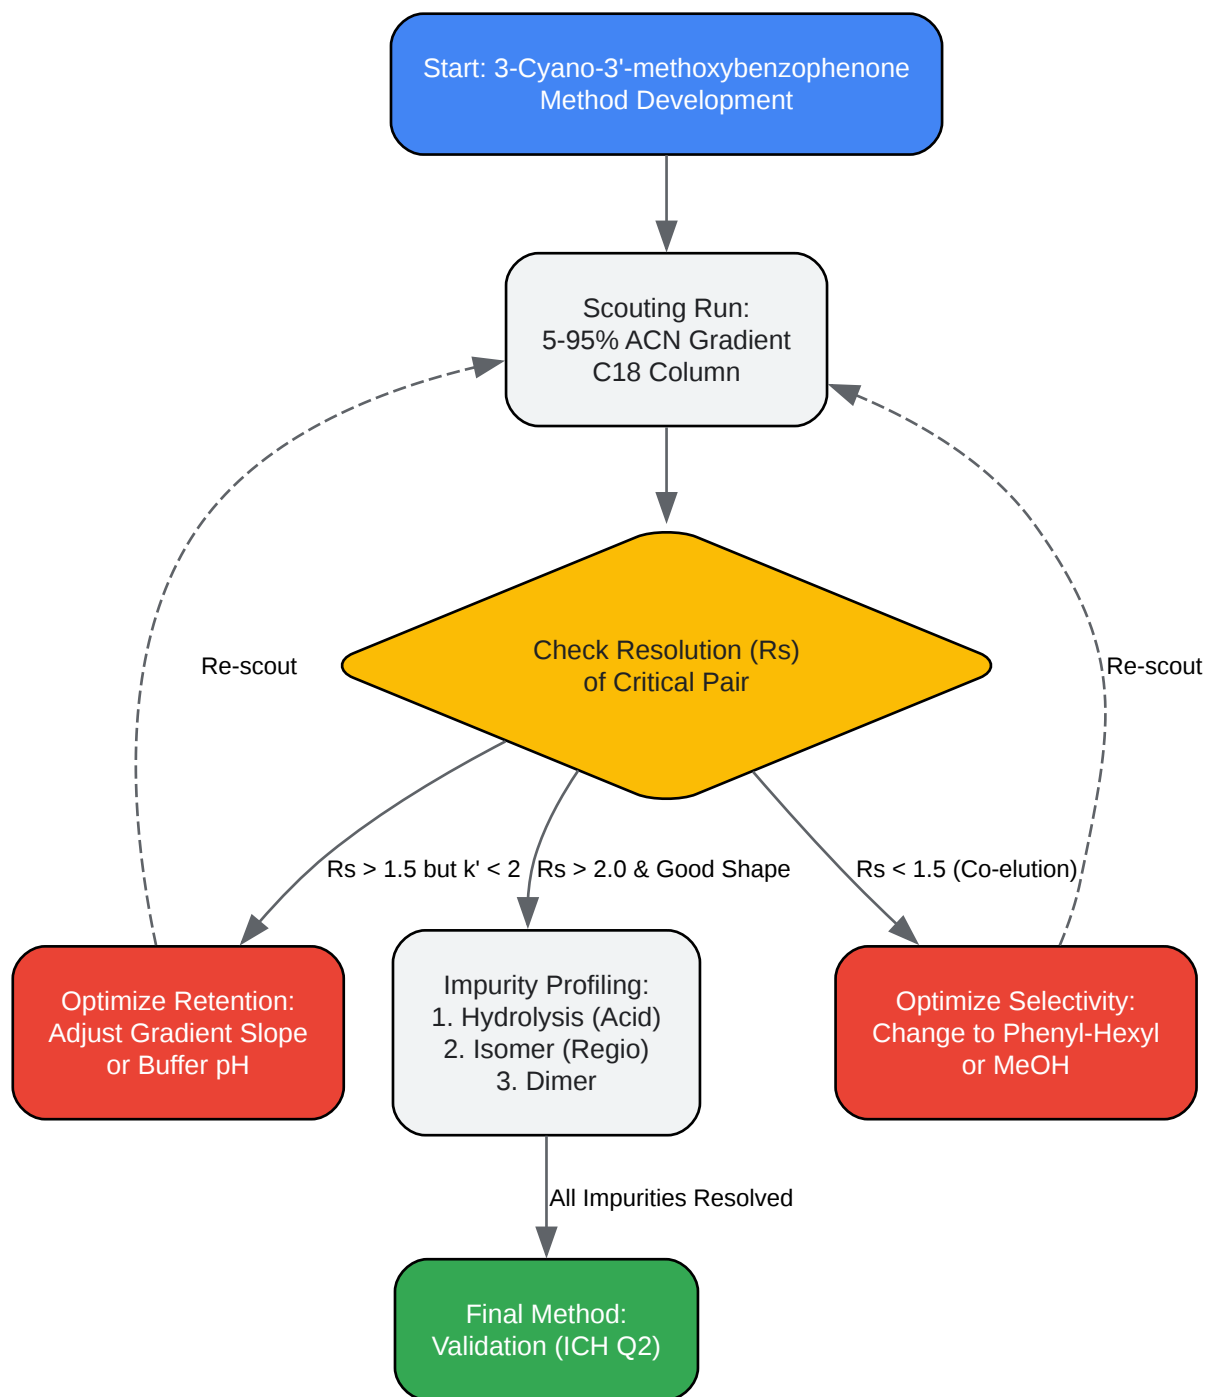 Start: 3-Cyano-3'-methoxybenzophenone
Method Development
Scouting Run:
5-95% ACN Gradient
C18 Column
Check Resolution (Rs)
of Critical Pair
Re-scout
Re-scout
Rs > 1.5 but k' < 2
Rs > 2.0 & Good Shape
Rs < 1.5 (Co-elution)
Optimize Retention:
Adjust Gradient Slope
or Buffer pH
Impurity Profiling:
1. Hydrolysis (Acid)
2. Isomer (Regio)
3. Dimer
Optimize Selectivity:
Change to Phenyl-Hexyl
or MeOH
All Impurities Resolved
Final Method:
Validation (ICH Q2)